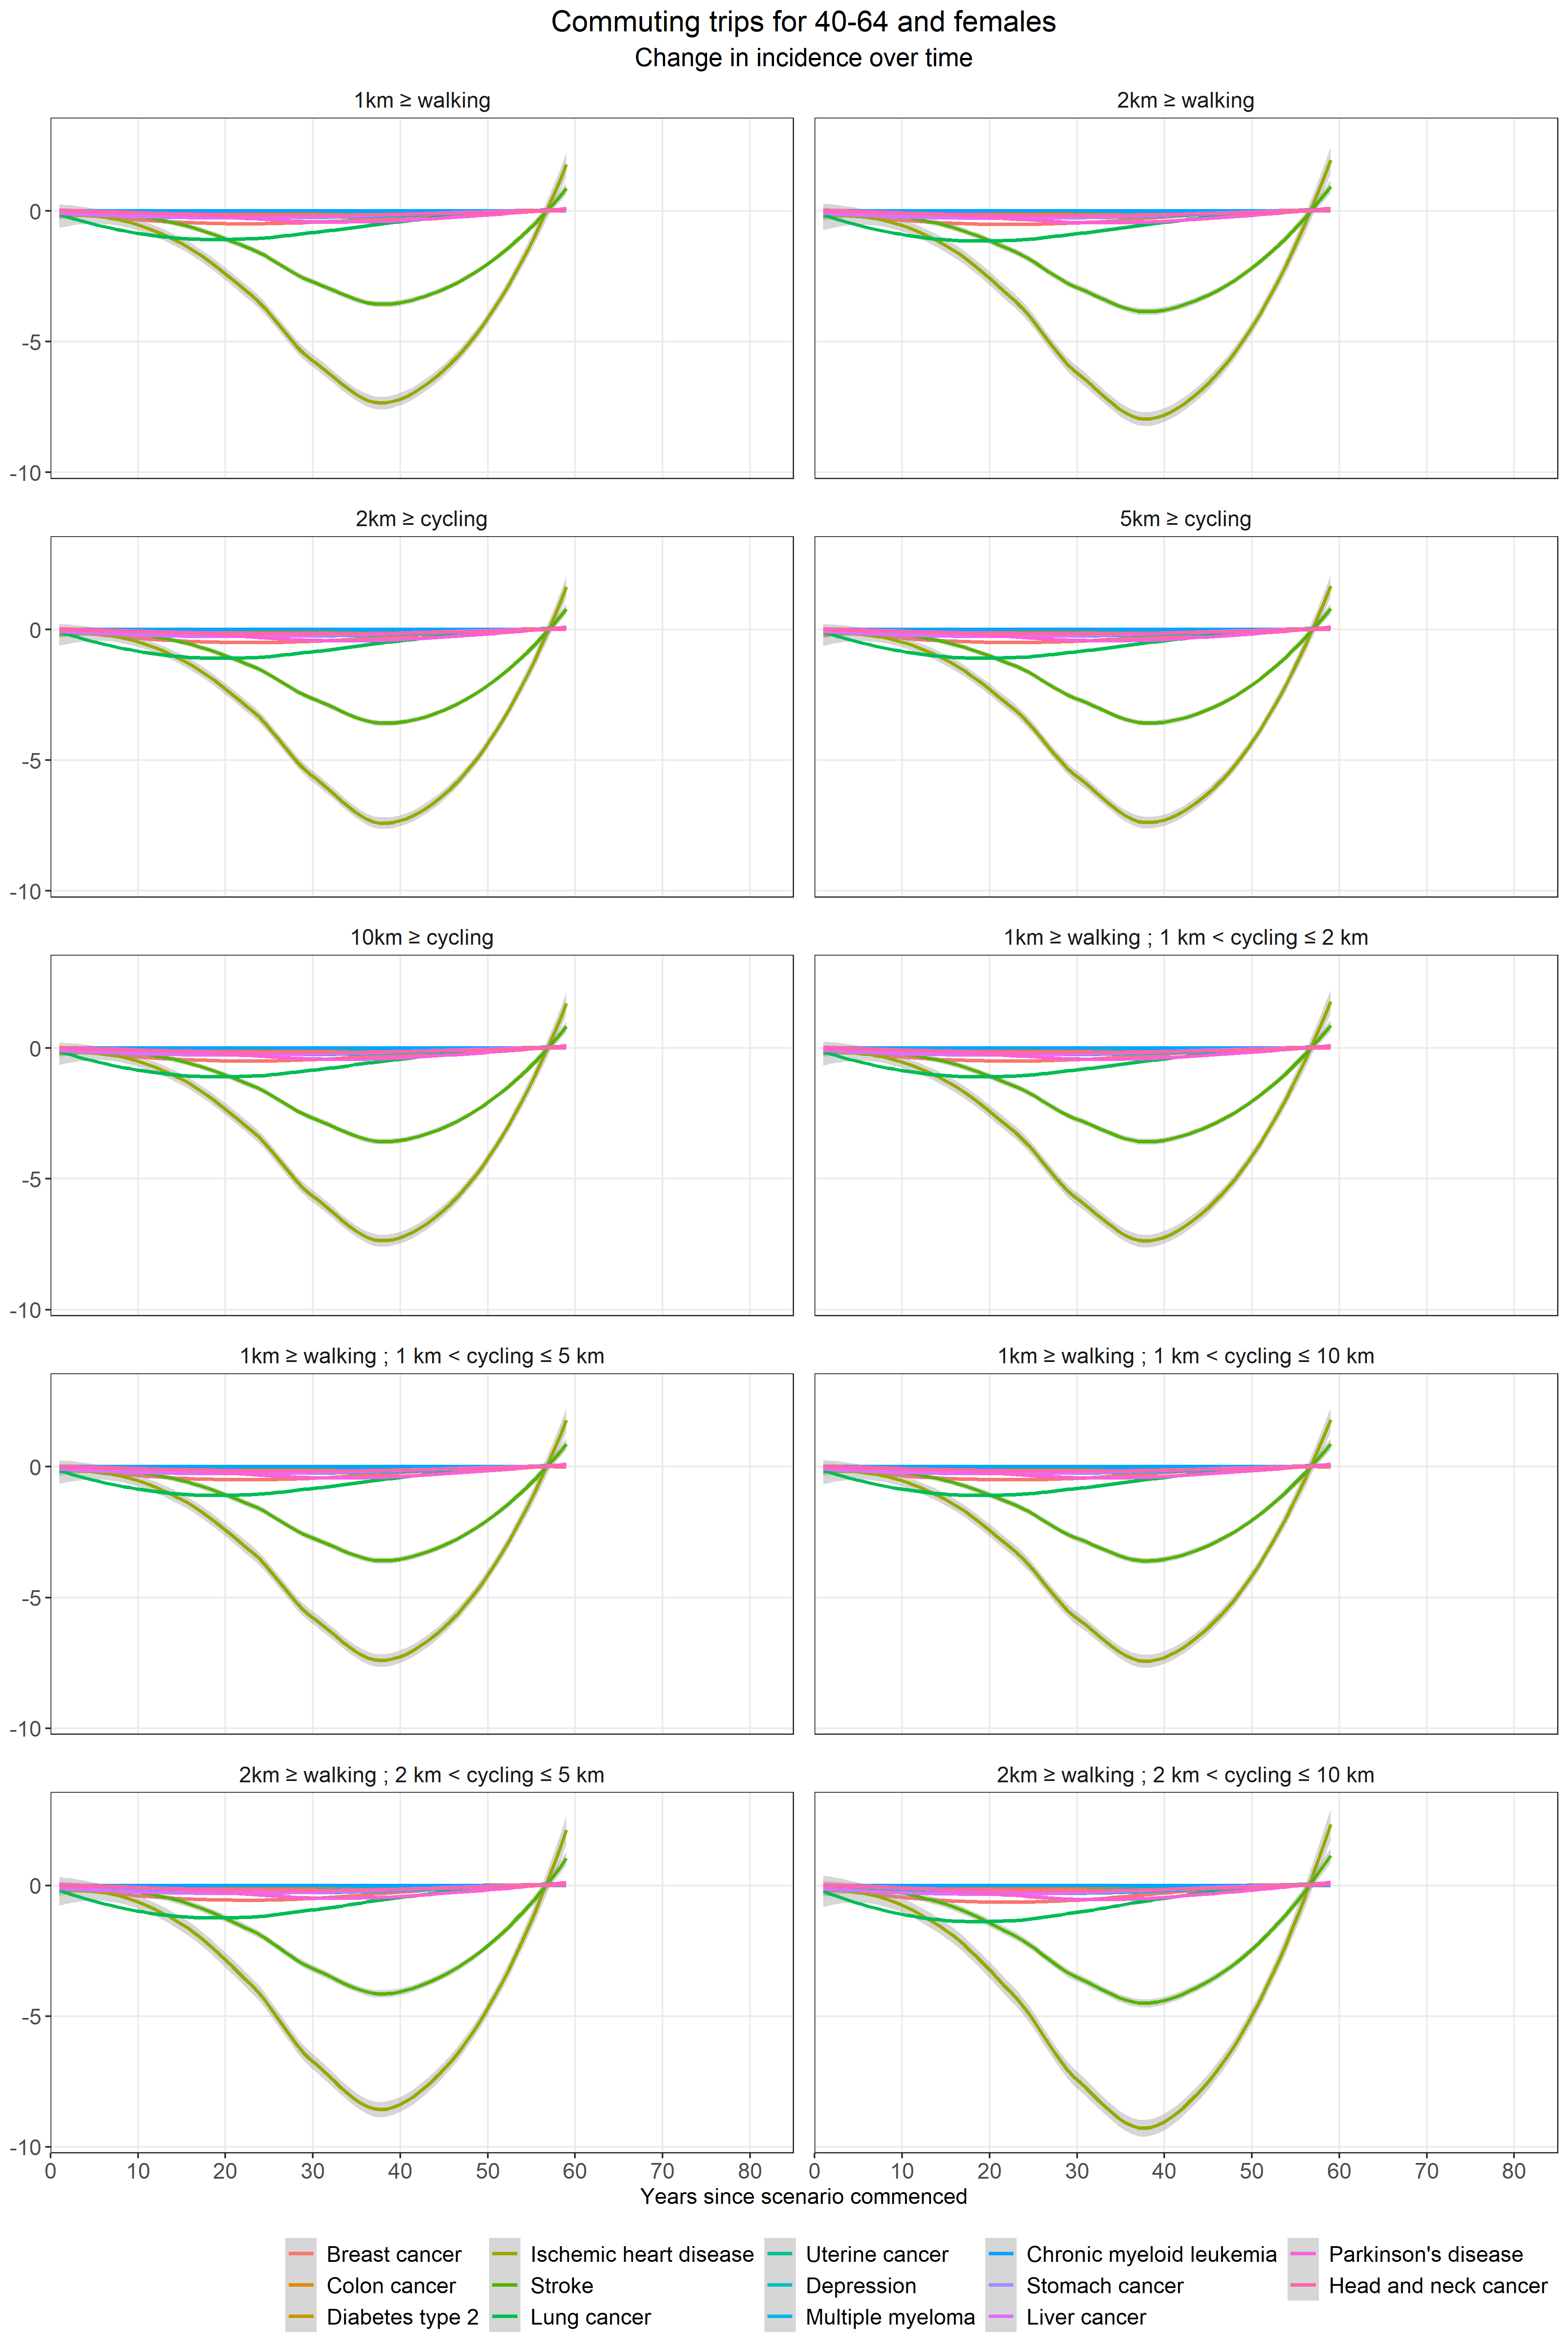 Commuting trips for 40-64 and females
Change in incidence over time
1km ≥ walking
2km ≥ walking
0
-5
-10
2km ≥ cycling
5km ≥ cycling
0
-5
-10
10km ≥ cycling
1km ≥ walking ; 1 km < cycling ≤ 2 km
0
-5
-10
1km ≥ walking ; 1 km < cycling ≤ 5 km
1km ≥ walking ; 1 km < cycling ≤ 10 km
0
-5
-10
2km ≥ walking ; 2 km < cycling ≤ 5 km
2km ≥ walking ; 2 km < cycling ≤ 10 km
0
-5
-10
0 10 20 30 40 50 60 70 80
0 10 20 30 40 50 60 70 80
Years since scenario commenced
Breast cancer
Colon cancer
Diabetes type 2
Ischemic heart disease
Stroke
Lung cancer
Uterine cancer
Depression
Multiple myeloma
Chronic myeloid leukemia
Stomach cancer
Liver cancer
Parkinson's disease
Head and neck cancer